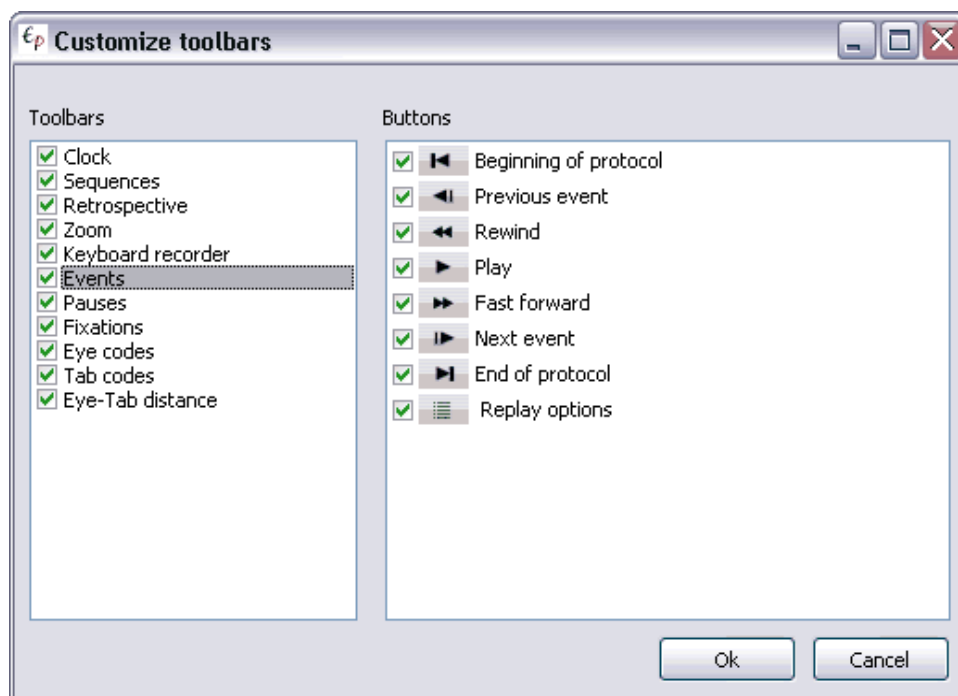 εp Customize toolbars
Toolbars
Clock
Sequences
Retrospective
Zoom
Keyboard recorder
Events
Pauses
Fixations
Eye codes
Tab codes
Eye-Tab distance
Buttons
Beginning of protocol
Previous event
Rewind
Play
Fast forward
Next event
End of protocol
Replay options
Ok
Cancel